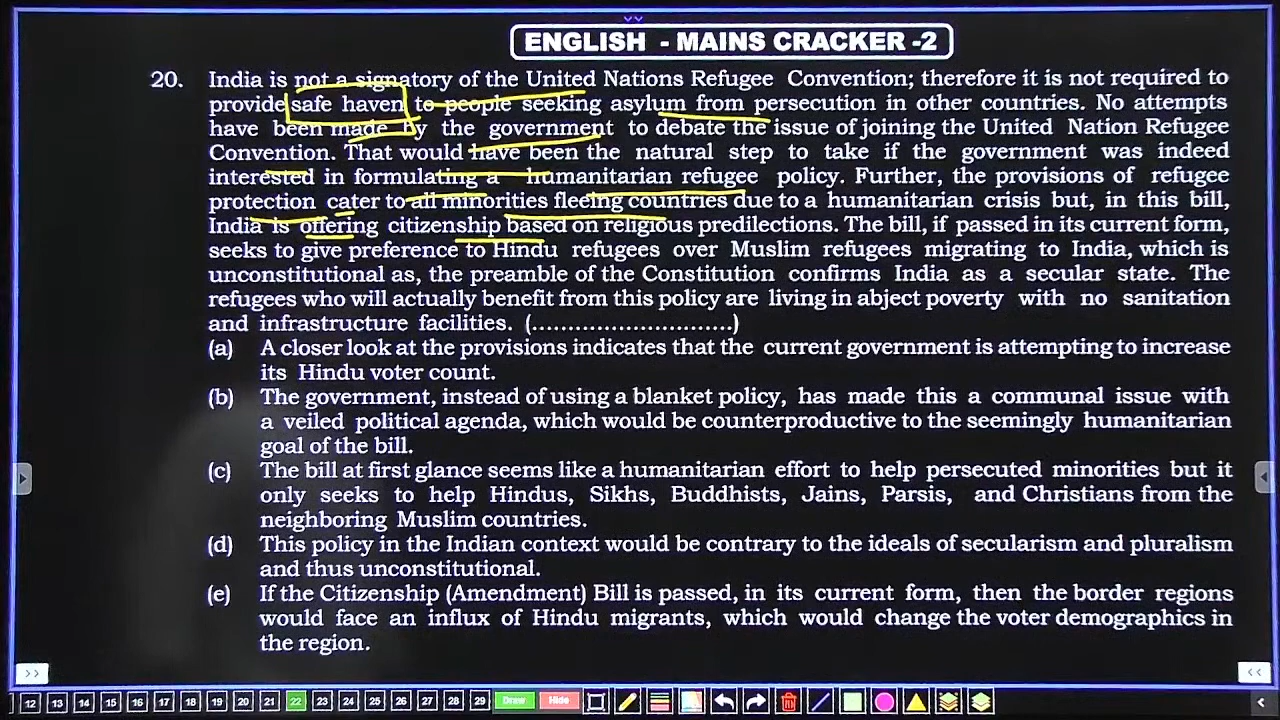 ENGLISH - MAINS CRACKER -2
20. India is not a signatory of the United Nations Refugee Convention; therefore it is not required to
provide safe haven to people seeking asylum from persecution in other countries. No attempts
have been made by the government to debate the issue of joining the United Nation Refugee
Convention. That would have been the natural step to take if the government was indeed
interested in formulating a humanitarian refugee policy. Further, the provisions of refugee
protection cater to all minorities fleeing countries due to a humanitarian crisis but, in this bill,
India is offering citizenship based on religious predilections. The bill, if passed in its current form,
seeks to give preference to Hindu refugees over Muslim refugees migrating to India, which is
unconstitutional as, the preamble of the Constitution confirms India as a secular state. The
refugees who will actually benefit from this policy are living in abject poverty with no sanitation
and infrastructure facilities. (............................)
(a) A closer look at the provisions indicates that the current government is attempting to increase
its Hindu voter count.
(b) The government, instead of using a blanket policy, has made this a communal issue with
a veiled political agenda, which would be counterproductive to the seemingly humanitarian
goal of the bill.
(c) The bill at first glance seems like a humanitarian effort to help persecuted minorities but it
only seeks to help Hindus, Sikhs, Buddhists, Jains, Parsis, and Christians from the
neighboring Muslim countries.
(d) This policy in the Indian context would be contrary to the ideals of secularism and pluralism
and thus unconstitutional.
(e) If the Citizenship (Amendment) Bill is passed, in its current form, then the border regions
would face an influx of Hindu migrants, which would change the voter demographics in
the region.
>> <<
12 13 14 15 16 17 18 19 20 21 22 23 24 25 26 27 28 29 Draw Hide